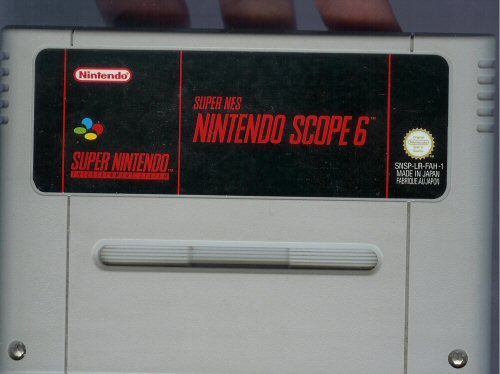 Nintendo
SUPER NINTENDO
ENTERTAINMENT SYSTEM
SUPER NES
NINTENDO SCOPE 6™
SNSP-LR-FAH-1
MADE IN JAPAN
FABRIQUE AU JAPON